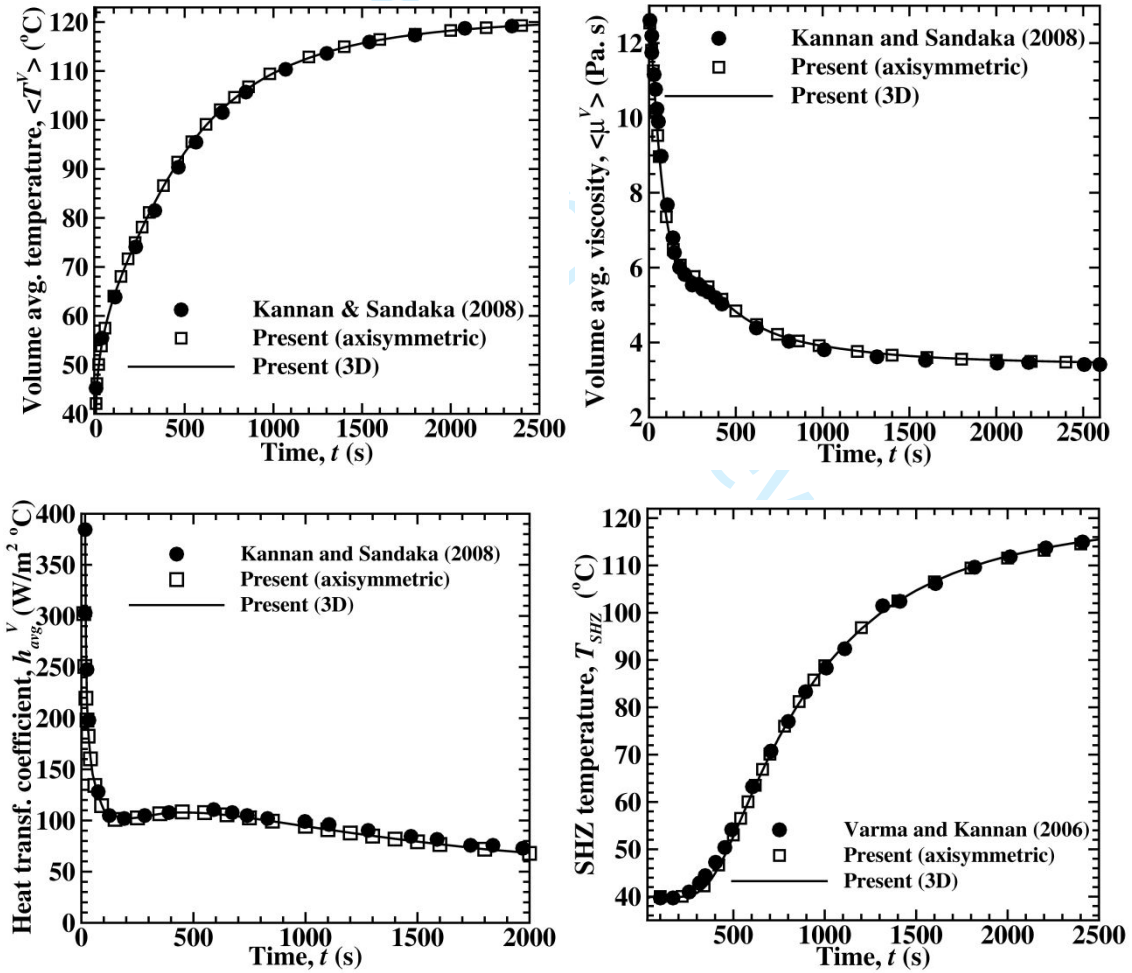 Volume avg. temperature, <T^V> (°C)
120
110
100
90
80
70
60
50
40
Kannan & Sandaka (2008)
Present (axisymmetric)
Present (3D)
0 500 1000 1500 2000 2500
Time, t (s)
Volume avg. viscosity, <μ^V> (Pa. s)
12
10
8
6
4
2
Kannan and Sandaka (2008)
Present (axisymmetric)
Present (3D)
0 500 1000 1500 2000 2500
Time, t (s)
Heat transf. coefficient, h_avg^V (W/m² °C)
400
350
300
250
200
150
100
50
0
Kannan and Sandaka (2008)
Present (axisymmetric)
Present (3D)
0 500 1000 1500 2000
Time, t (s)
SHZ temperature, T_SHZ (°C)
120
110
100
90
80
70
60
50
40
Varma and Kannan (2006)
Present (axisymmetric)
Present (3D)
500 1000 1500 2000 2500
Time, t (s)